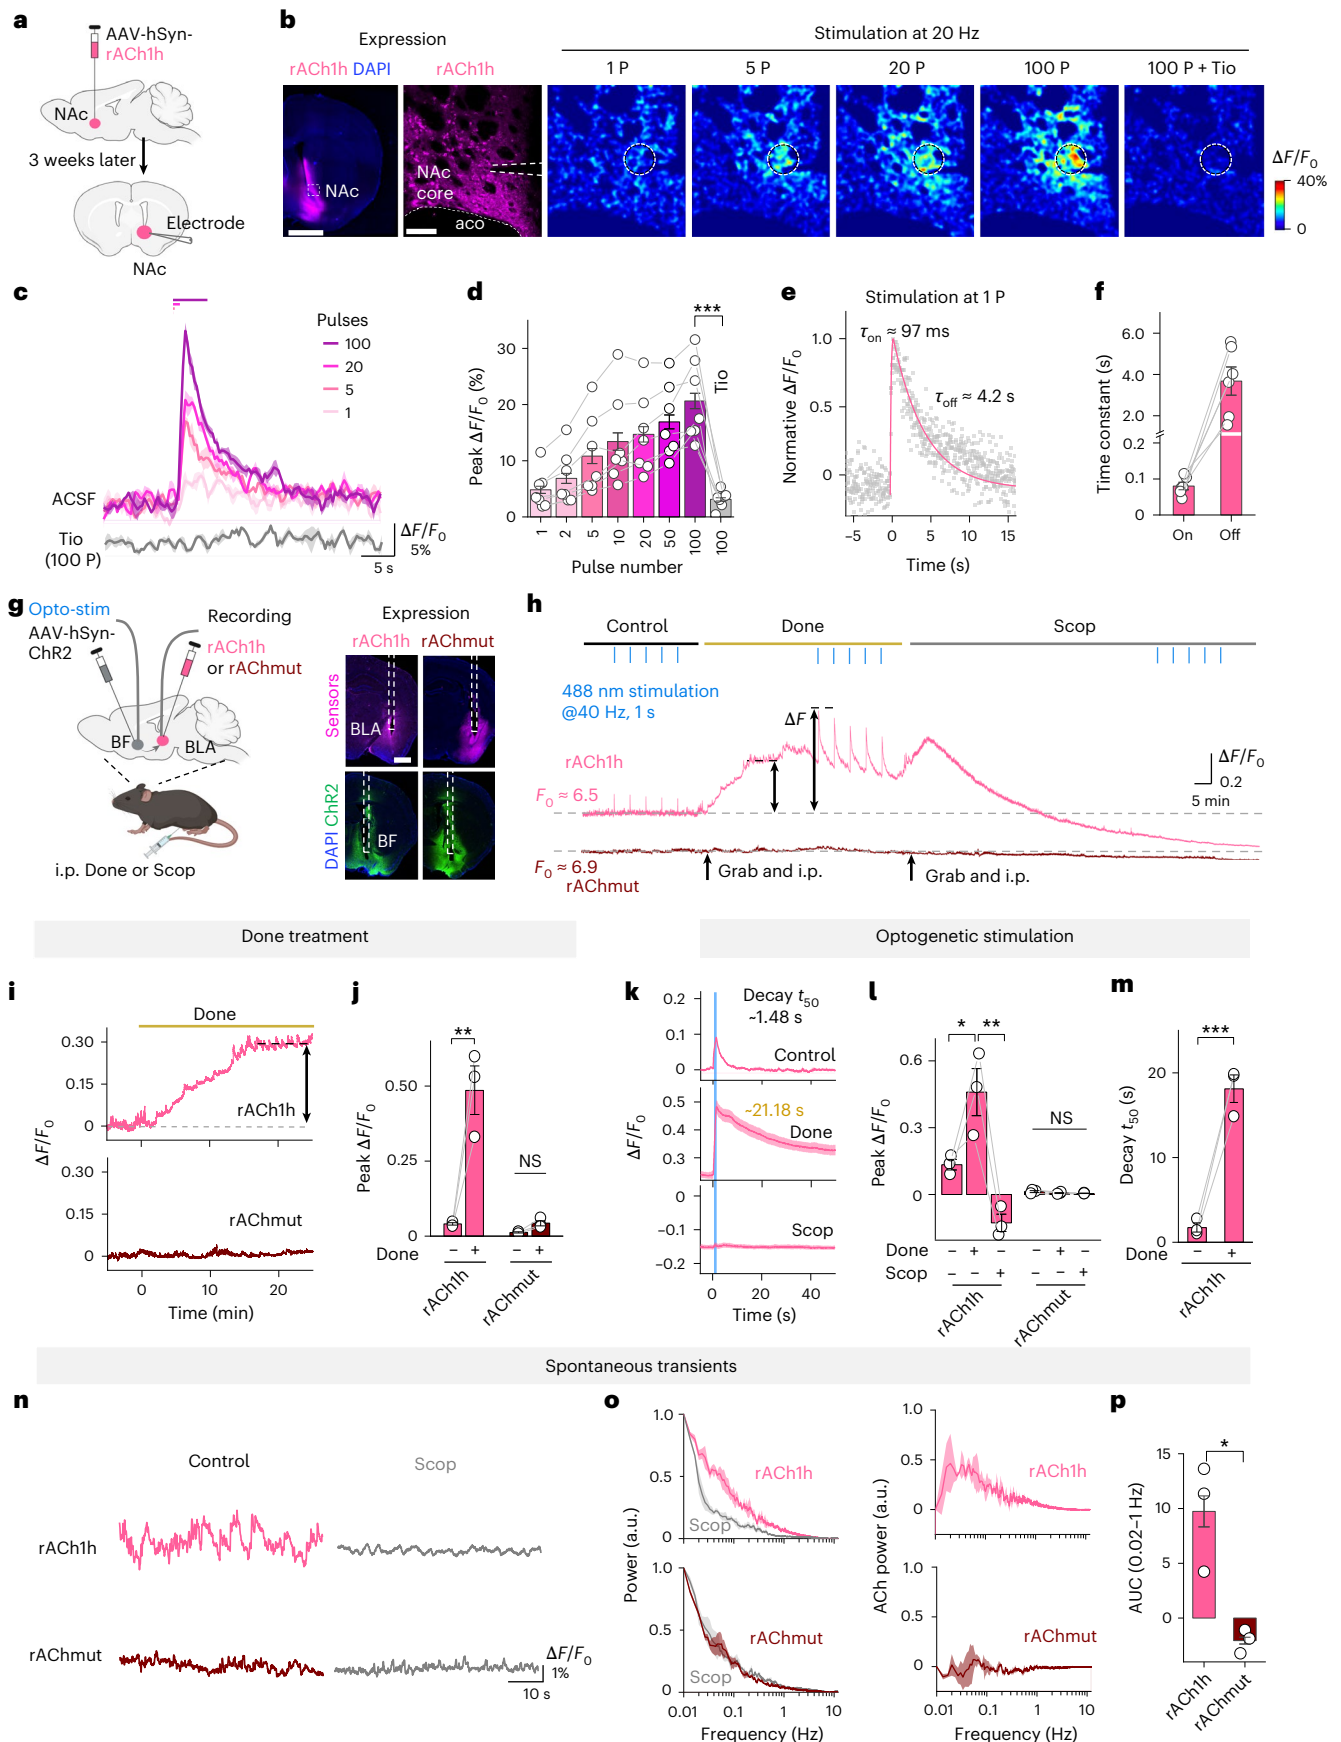 a
AAV-hSyn-
rACh1h
NAc
3 weeks later
Electrode
NAc
b
Expression
rACh1h DAPI
rACh1h
NAc
NAc
core
aco
Stimulation at 20 Hz
1 P
5 P
20 P
100 P
100 P + Tio
ΔF/F0
40%
0
c
Pulses
100
20
5
1
ACSF
Tio
(100 P)
ΔF/F0
5%
5 s
d
***
Tio
Peak ΔF/F0 (%)
30
20
10
0
1 2 5 10 20 50 100 100
Pulse number
e
Stimulation at 1 P
τon ≈ 97 ms
τoff ≈ 4.2 s
Normative ΔF/F0
1.0
0.5
0
−5 0 5 10 15
Time (s)
f
Time constant (s)
6.0
4.0
2.0
0.2
0.1
0
On Off
g
Opto-stim
AAV-hSyn-
ChR2
Recording
rACh1h
or rAChmut
BF
BLA
i.p. Done or Scop
Expression
rACh1h rAChmut
Sensors
BLA
DAPI ChR2
BF
h
Control
Done
Scop
488 nm stimulation
@40 Hz, 1 s
ΔF
rACh1h
F0 ≈ 6.5
ΔF/F0
0.2
5 min
F0 ≈ 6.9
rAChmut
Grab and i.p.
Grab and i.p.
Done treatment
Optogenetic stimulation
i
Done
0.30
0.15
0
rACh1h
ΔF/F0
0.30
0.15
0
rAChmut
0 10 20
Time (min)
j
**
NS
Peak ΔF/F0
0.50
0.25
0
Done − + − +
rACh1h
rAChmut
k
Decay t50
~1.48 s
0.2
0.1
0
Control
~21.18 s
0.5
0.4
0.3
Done
ΔF/F0
0
−0.1
−0.2
Scop
0 20 40
Time (s)
l
* **
NS
Peak ΔF/F0
0.6
0.3
0
Done − + − − + −
Scop − − + − − +
rACh1h
rAChmut
m
***
Decay t50 (s)
20
10
0
Done − +
rACh1h
Spontaneous transients
n
Control
Scop
rACh1h
rAChmut
ΔF/F0
1%
10 s
o
1.0
0.5
0
rACh1h
Scop
Power (a.u.)
1.0
0.5
0
rAChmut
Scop
0.01 0.1 1 10
Frequency (Hz)
1.0
0.5
0
rACh1h
ACh power (a.u.)
1.0
0.5
0
rAChmut
0.01 0.1 1 10
Frequency (Hz)
p
*
AUC (0.02–1 Hz)
15
10
5
0
rACh1h
rAChmut